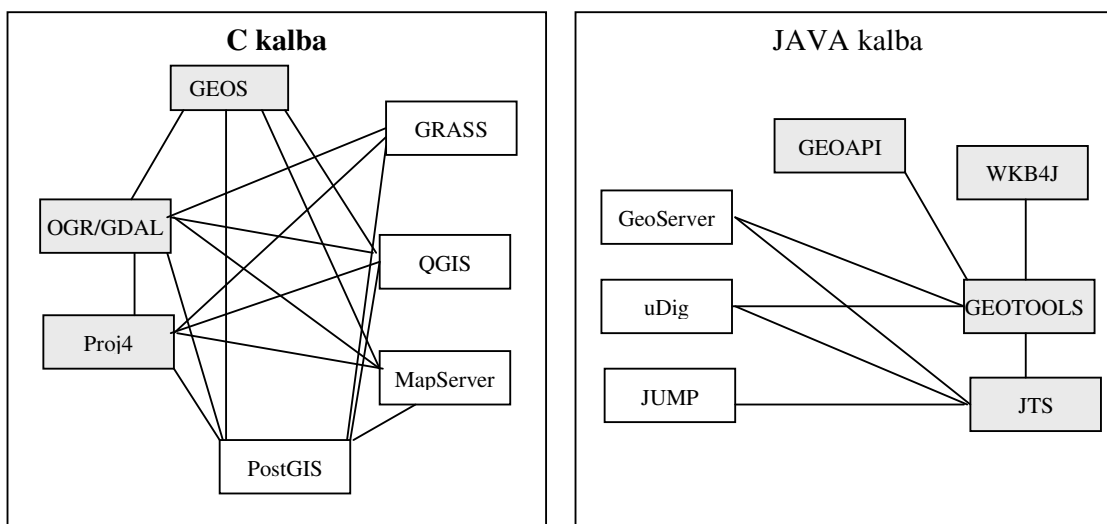 C kalba
GEOS
GRASS
OGR/GDAL
QGIS
Proj4
MapServer
PostGIS
JAVA kalba
GEOAPI
WKB4J
GeoServer
uDig
GEOTOOLS
JUMP
JTS